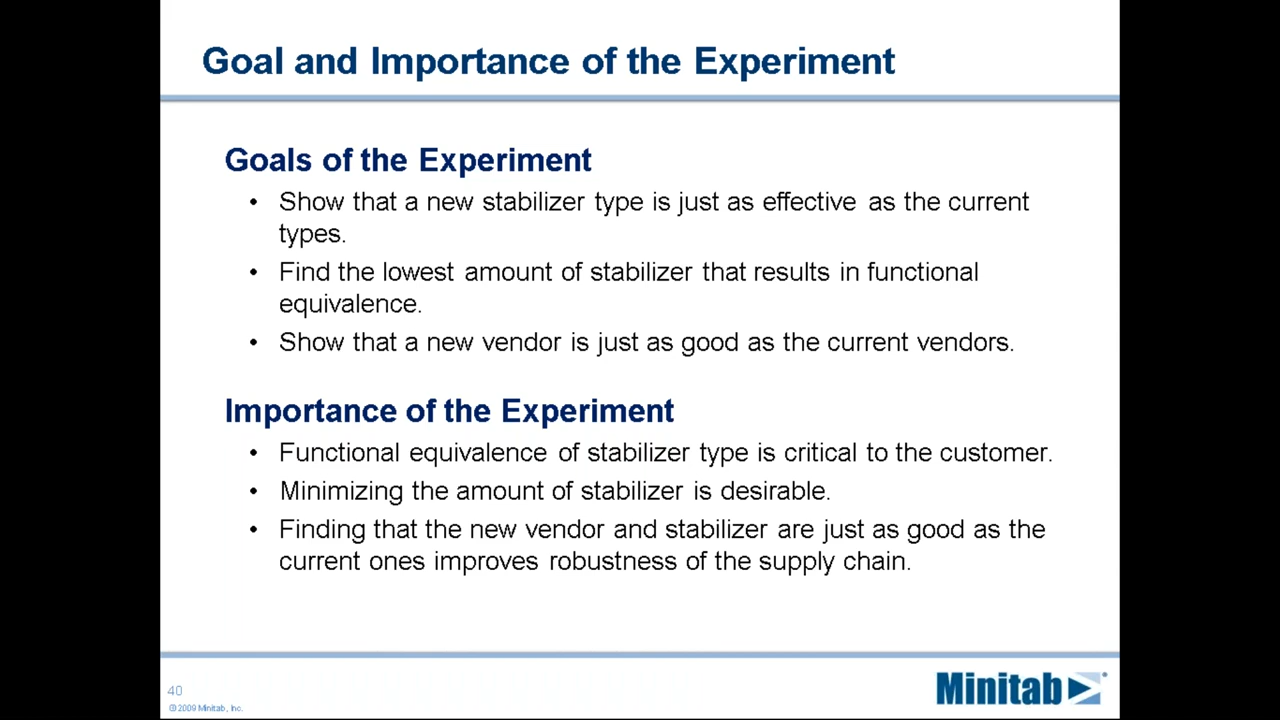 Goal and Importance of the Experiment
Goals of the Experiment
• Show that a new stabilizer type is just as effective as the current
types.
• Find the lowest amount of stabilizer that results in functional
equivalence.
• Show that a new vendor is just as good as the current vendors.
Importance of the Experiment
• Functional equivalence of stabilizer type is critical to the customer.
• Minimizing the amount of stabilizer is desirable.
• Finding that the new vendor and stabilizer are just as good as the
current ones improves robustness of the supply chain.
40
© 2009 Minitab, Inc.
Minitab